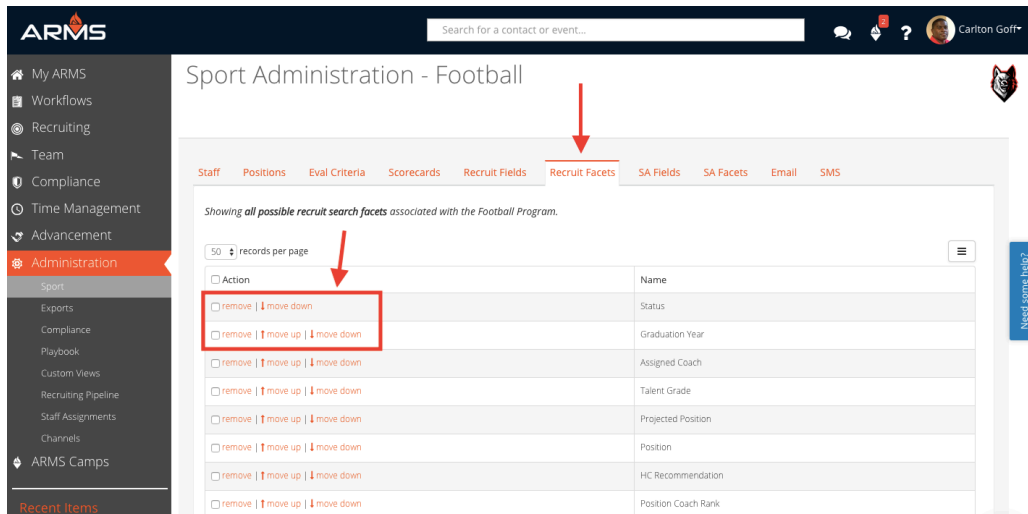 ARMS
Search for a contact or event...
2
?
Carlton Goff
My ARMS
Workflows
Recruiting
Team
Compliance
Time Management
Advancement
Administration
Sport
Exports
Compliance
Playbook
Custom Views
Recruiting Pipeline
Staff Assignments
Channels
ARMS Camps
Recent Items
Sport Administration - Football
Staff Positions Eval Criteria Scorecards Recruit Fields Recruit Facets SA Fields SA Facets Email SMS
Showing all possible recruit search facets associated with the Football Program.
50 records per page
Action Name
remove | move down Status
remove | move up | move down Graduation Year
remove | move up | move down Assigned Coach
remove | move up | move down Talent Grade
remove | move up | move down Projected Position
remove | move up | move down Position
remove | move up | move down HC Recommendation
remove | move up | move down Position Coach Rank
Need some help?